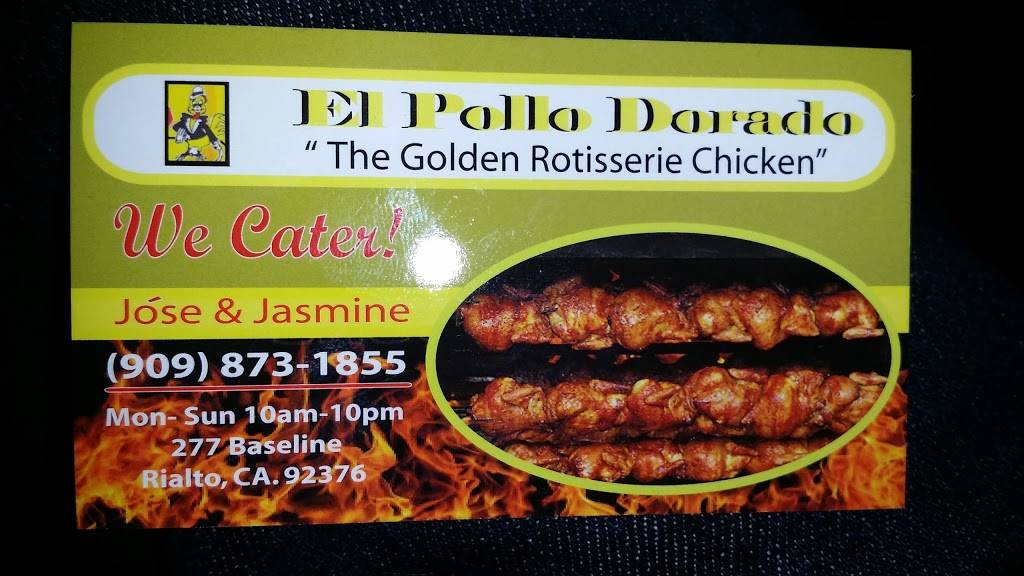 El Pollo Dorado
“ The Golden Rotisserie Chicken”
We Cater!
Jóse & Jasmine
(909) 873-1855
Mon- Sun 10am-10pm
277 Baseline
Rialto, CA. 92376